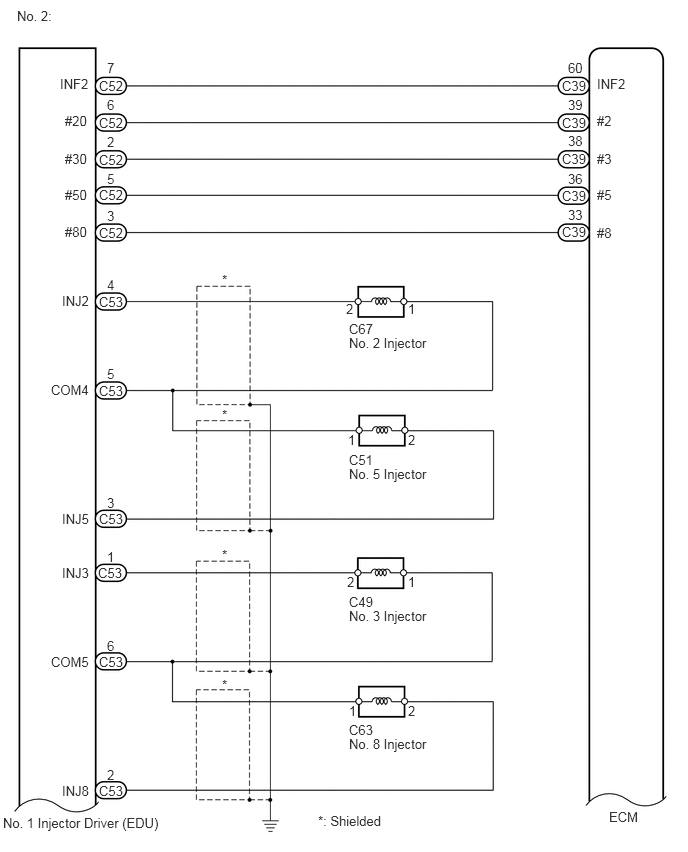 No. 2:
7
60
INF2 C52 C39 INF2
6
39
#20 C52 C39 #2
2
38
#30 C52 C39 #3
5
36
#50 C52 C39 #5
3
33
#80 C52 C39 #8
*
4
INJ2 C53
2 1
C67
No. 2 Injector
5
COM4 C53
*
1 2
C51
No. 5 Injector
3
INJ5 C53
*
1
INJ3 C53
2 1
C49
No. 3 Injector
6
COM5 C53
*
1 2
C63
No. 8 Injector
2
INJ8 C53
No. 1 Injector Driver (EDU)
*: Shielded
ECM